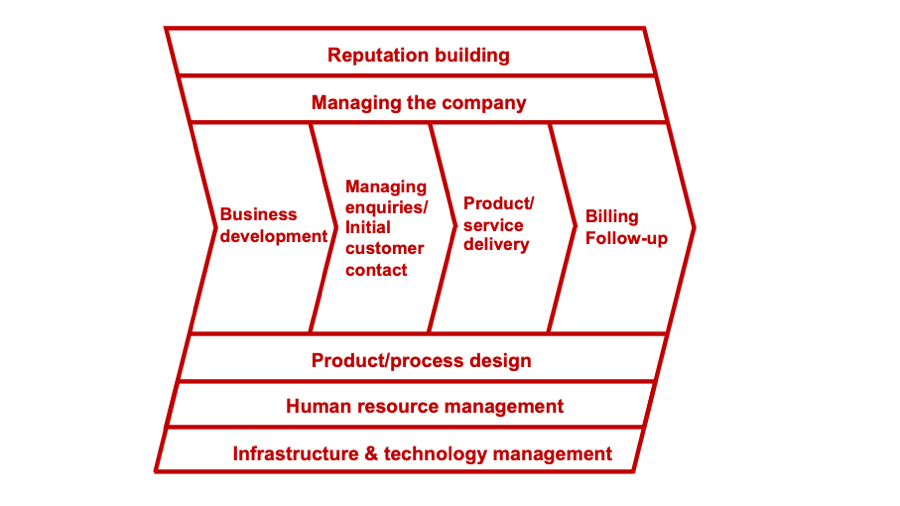 Reputation building
Managing the company
Business
development
Managing
enquiries/
Initial
customer
contact
Product/
service
delivery
Billing
Follow-up
Product/process design
Human resource management
Infrastructure & technology management